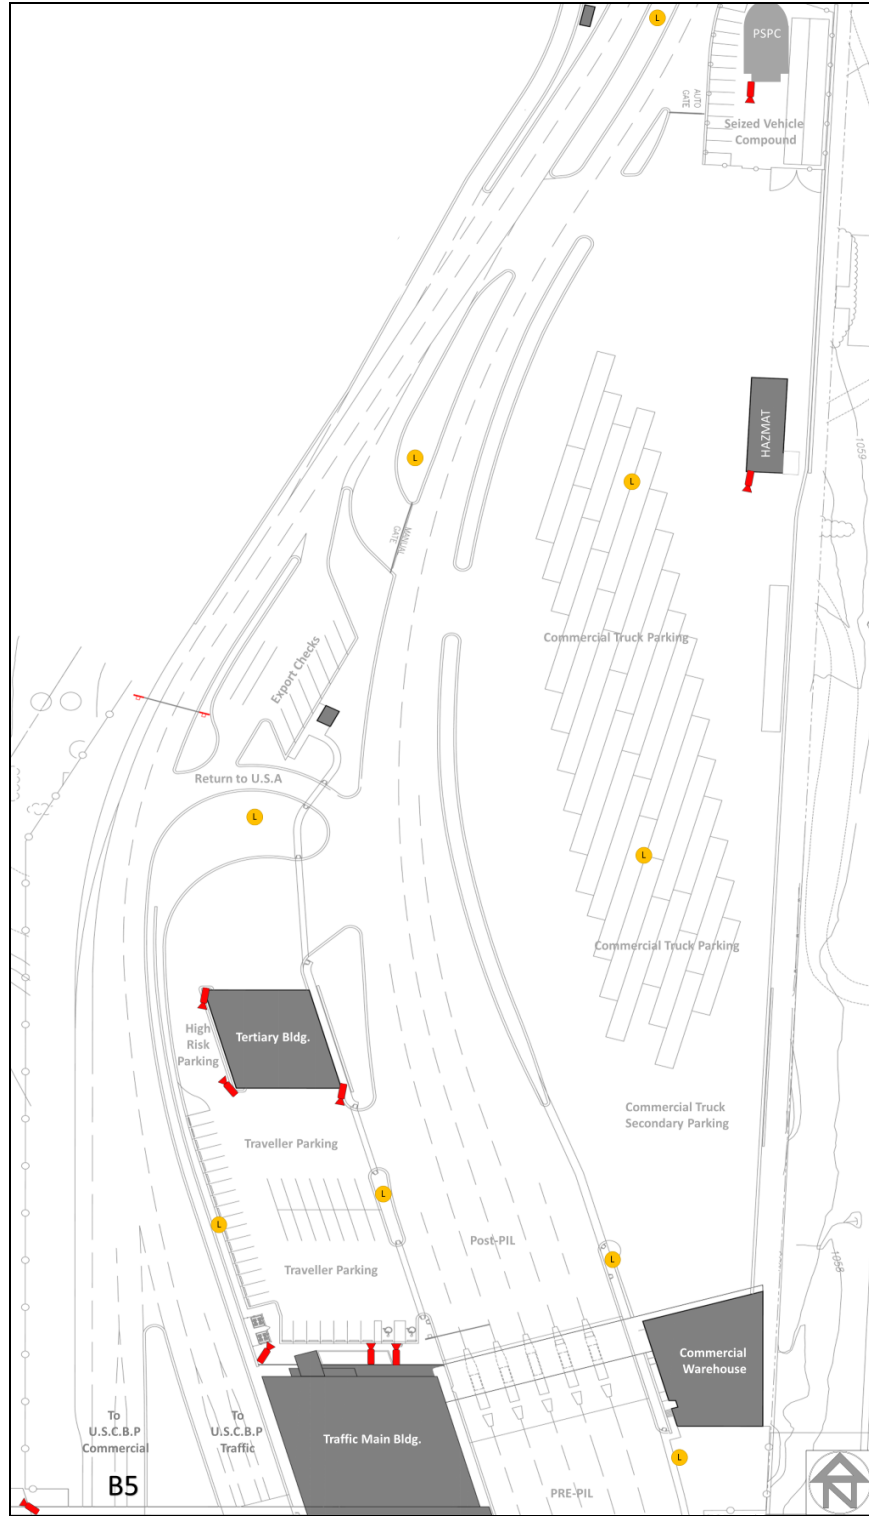 L
PSPC
AUTO
GATE
Seized Vehicle
Compound
HAZMAT
1059
L
L
MANUAL
GATE
Commercial Truck Parking
Export Checks
Return to U.S.A
L
L
Commercial Truck Parking
High
Risk
Parking
Tertiary Bldg.
Commercial Truck
Secondary Parking
Traveller Parking
L
L
Post-PIL
L
1058
Traveller Parking
Commercial
Warehouse
To
U.S.C.B.P
Commercial
To
U.S.C.B.P
Traffic
Traffic Main Bldg.
L
B5
PRE-PIL
N